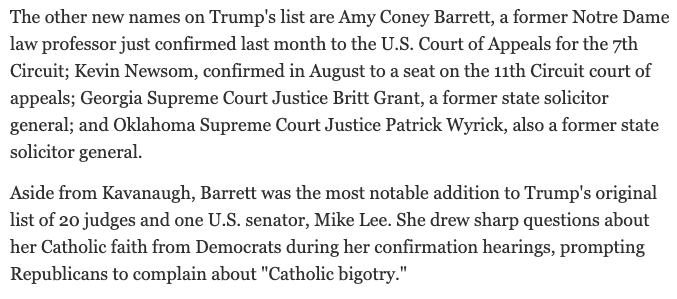 The other new names on Trump's list are Amy Coney Barrett, a former Notre Dame
law professor just confirmed last month to the U.S. Court of Appeals for the 7th
Circuit; Kevin Newsom, confirmed in August to a seat on the 11th Circuit court of
appeals; Georgia Supreme Court Justice Britt Grant, a former state solicitor
general; and Oklahoma Supreme Court Justice Patrick Wyrick, also a former state
solicitor general.
Aside from Kavanaugh, Barrett was the most notable addition to Trump's original
list of 20 judges and one U.S. senator, Mike Lee. She drew sharp questions about
her Catholic faith from Democrats during her confirmation hearings, prompting
Republicans to complain about "Catholic bigotry."